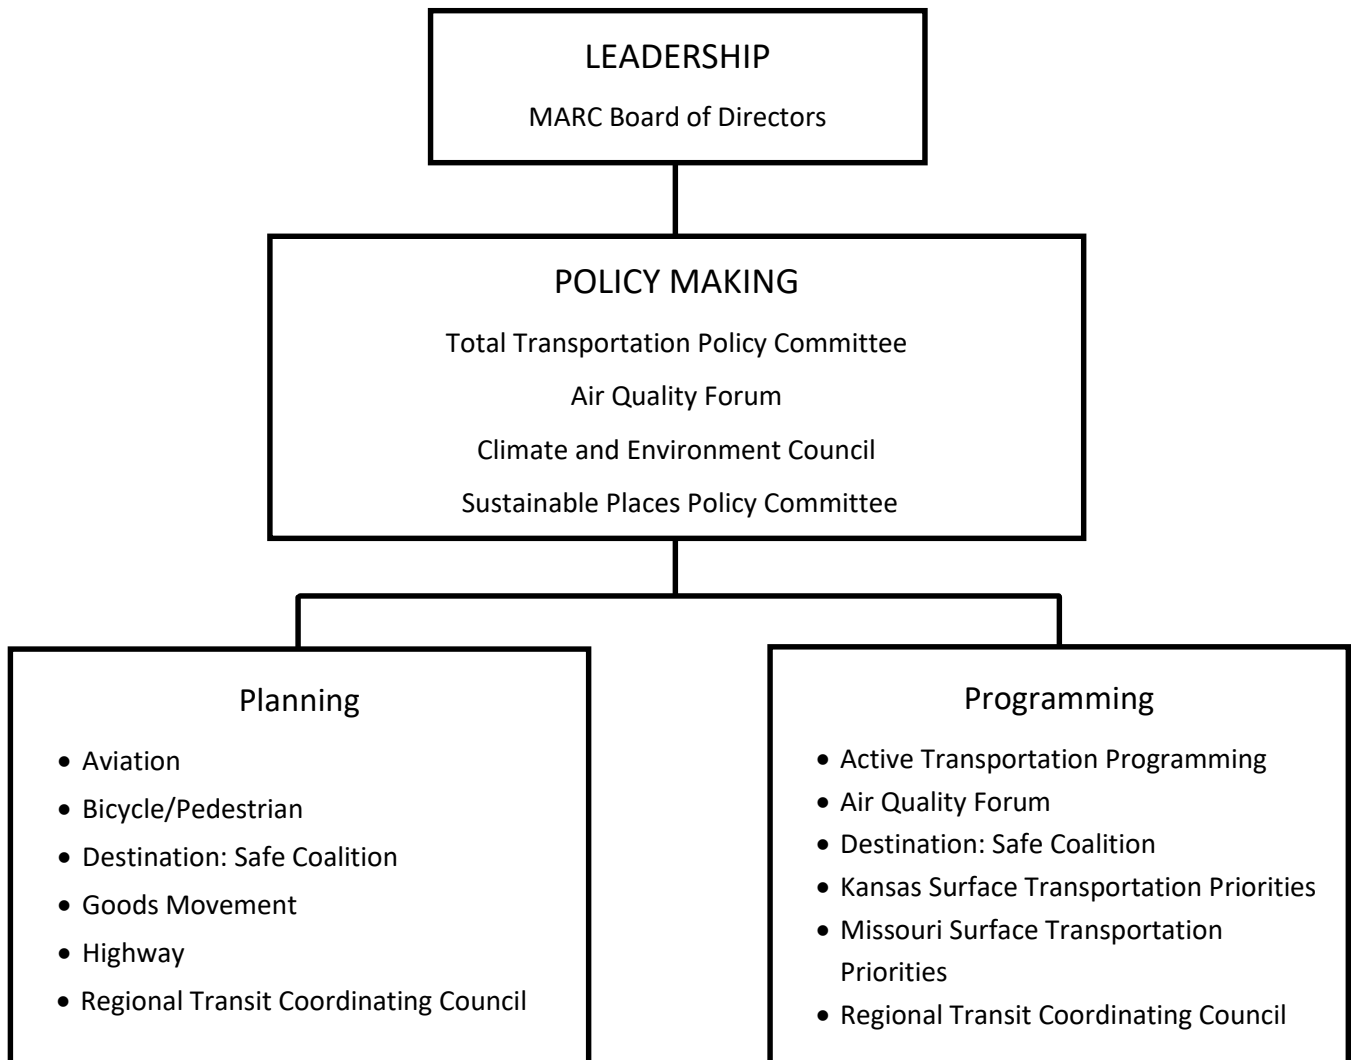 LEADERSHIP
MARC Board of Directors
POLICY MAKING
Total Transportation Policy Committee
Air Quality Forum
Climate and Environment Council
Sustainable Places Policy Committee
Planning
• Aviation
• Bicycle/Pedestrian
• Destination: Safe Coalition
• Goods Movement
• Highway
• Regional Transit Coordinating Council
Programming
• Active Transportation Programming
• Air Quality Forum
• Destination: Safe Coalition
• Kansas Surface Transportation Priorities
• Missouri Surface Transportation
Priorities
• Regional Transit Coordinating Council